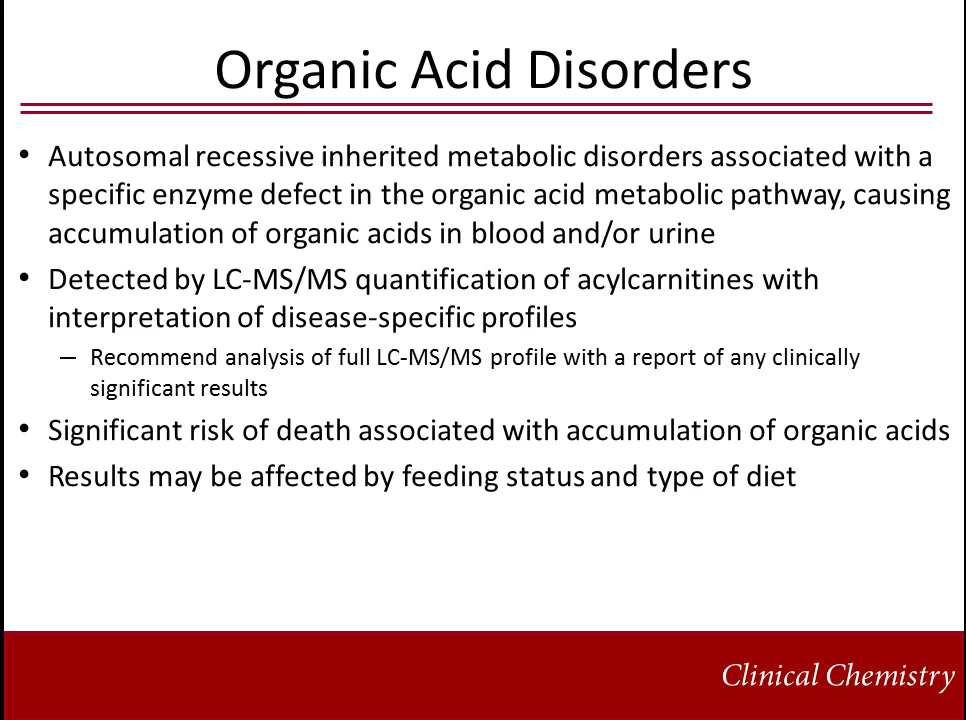 Organic Acid Disorders
• Autosomal recessive inherited metabolic disorders associated with a
specific enzyme defect in the organic acid metabolic pathway, causing
accumulation of organic acids in blood and/or urine
• Detected by LC-MS/MS quantification of acylcarnitines with
interpretation of disease-specific profiles
– Recommend analysis of full LC-MS/MS profile with a report of any clinically
significant results
• Significant risk of death associated with accumulation of organic acids
• Results may be affected by feeding status and type of diet
Clinical Chemistry